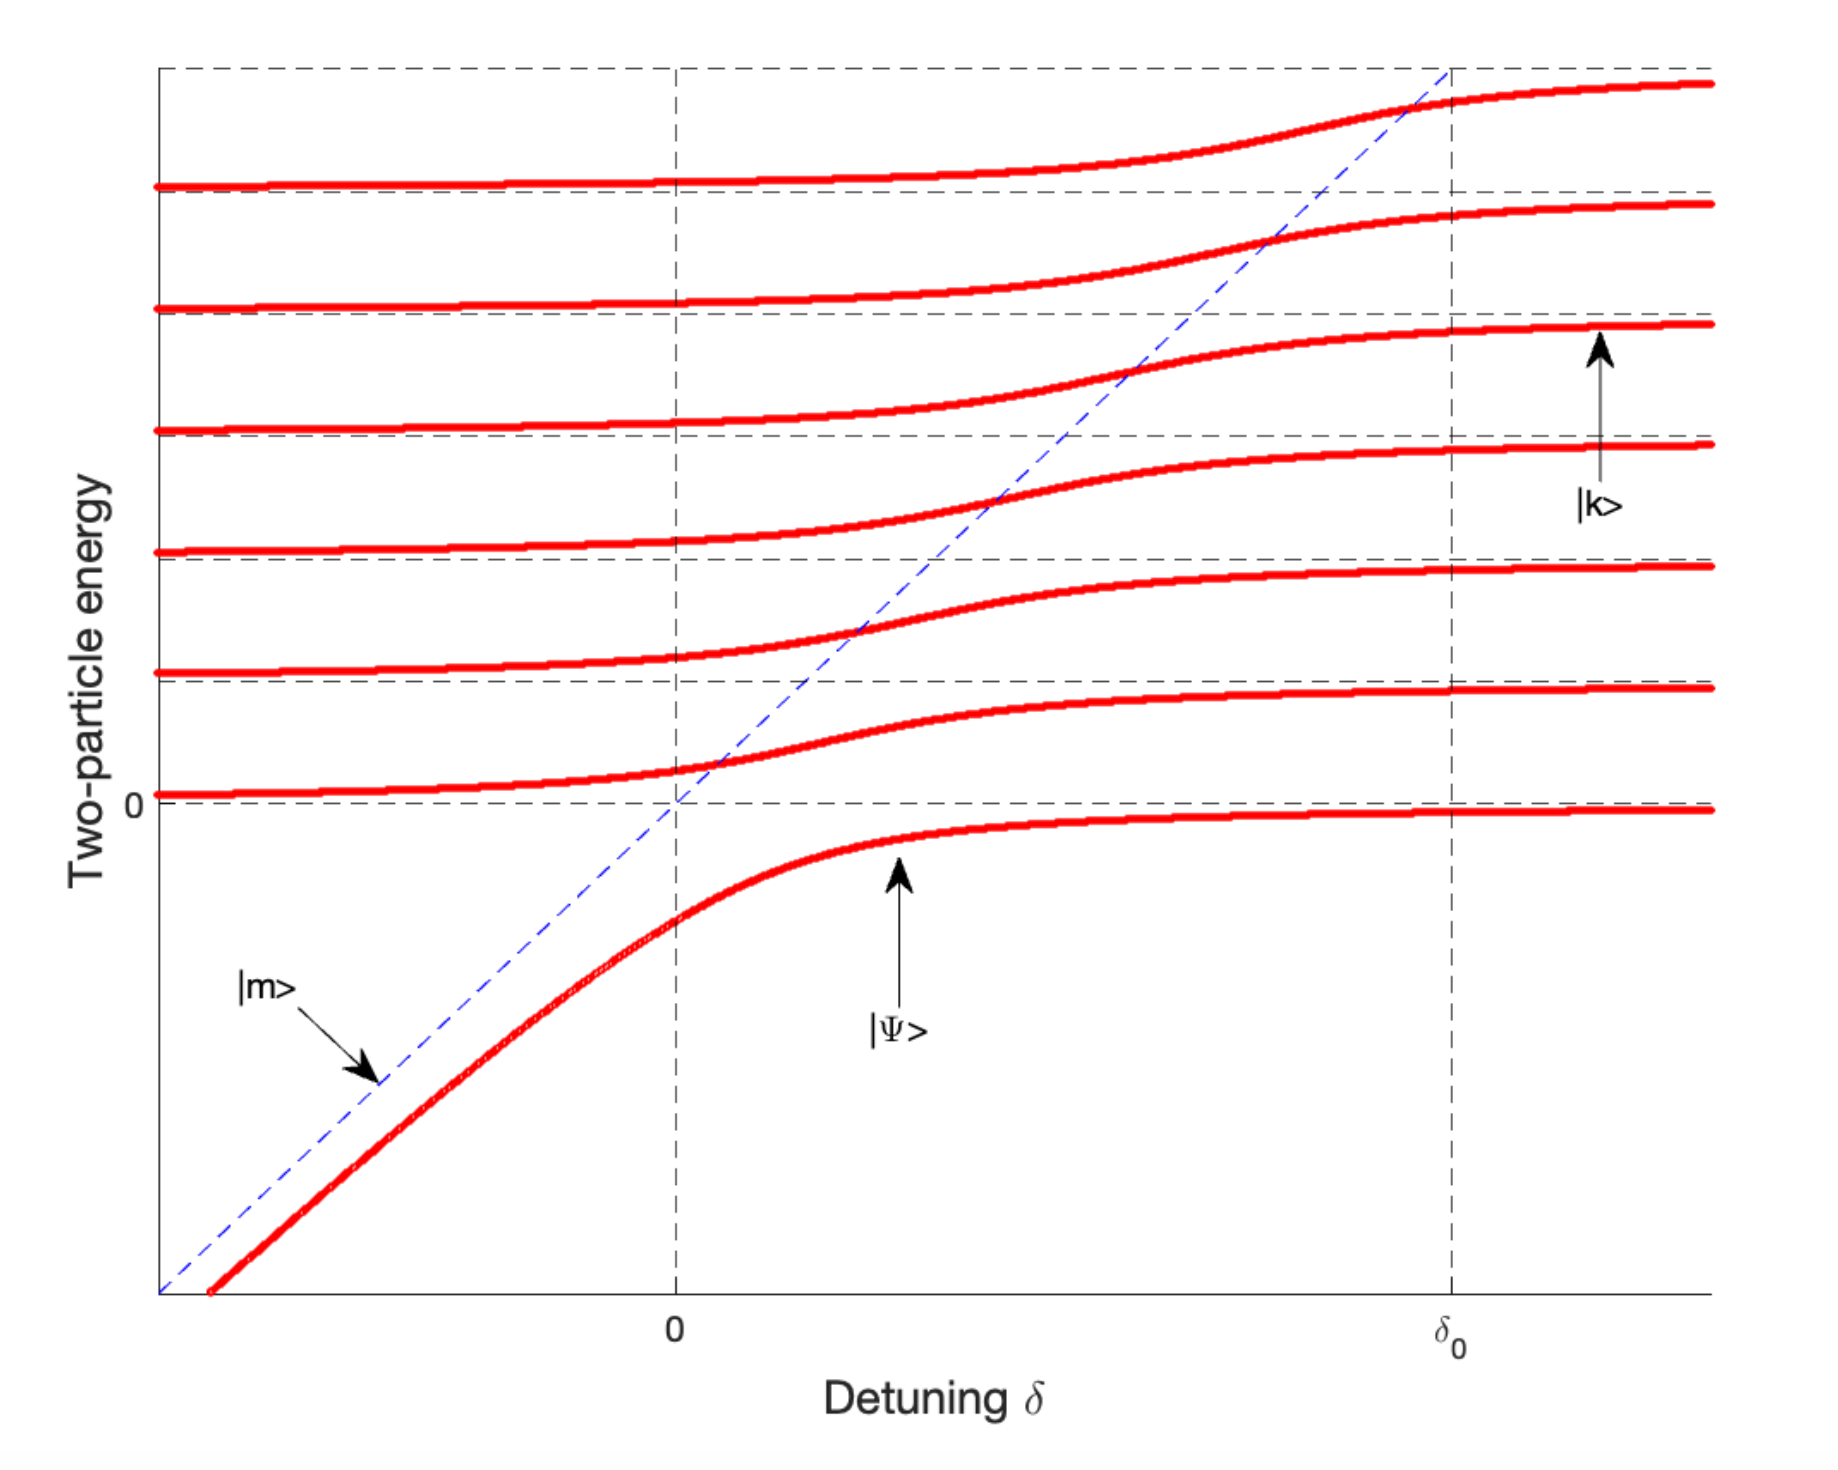 |k>
Two-particle energy
0
|m>
|Ψ>
0
δ₀
Detuning δ